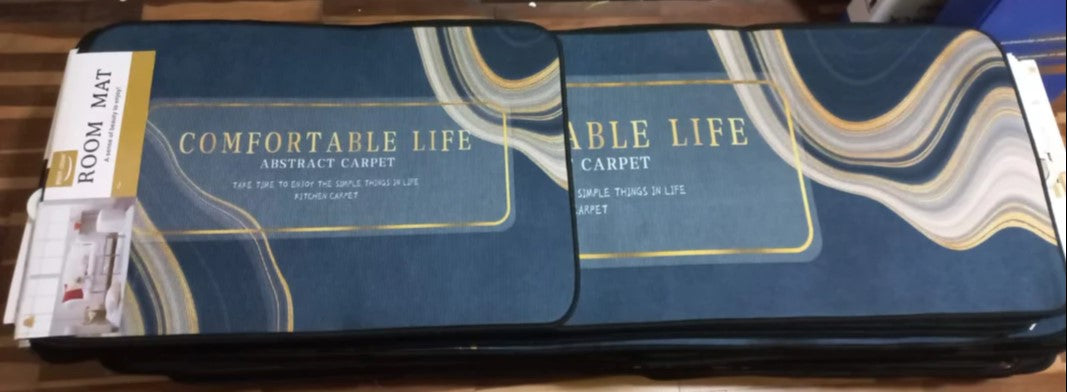 ROOM MAT
A sense of beauty to enjoy!
COMFORTABLE LIFE
ABSTRACT CARPET
TAKE TIME TO ENJOY THE SIMPLE THINGS IN LIFE
KITCHEN CARPET
ABLE LIFE
CARPET
SIMPLE THINGS IN LIFE
CARPET